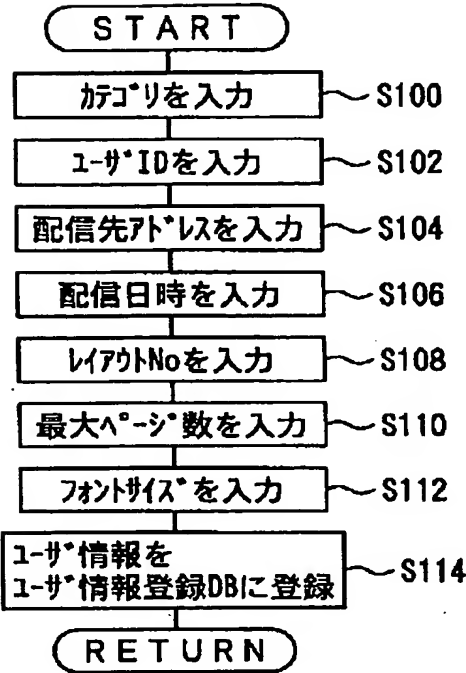 START
ｶﾃｺﾞﾘを入力 S100
ﾕｰｻﾞIDを入力 S102
配信先ｱﾄﾞﾚｽを入力 S104
配信日時を入力 S106
ﾚｲｱｳﾄNoを入力 S108
最大ﾍﾟｰｼﾞ数を入力 S110
ﾌｫﾝﾄｻｲｽﾞを入力 S112
ﾕｰｻﾞ情報を
ﾕｰｻﾞ情報登録DBに登録 S114
RETURN